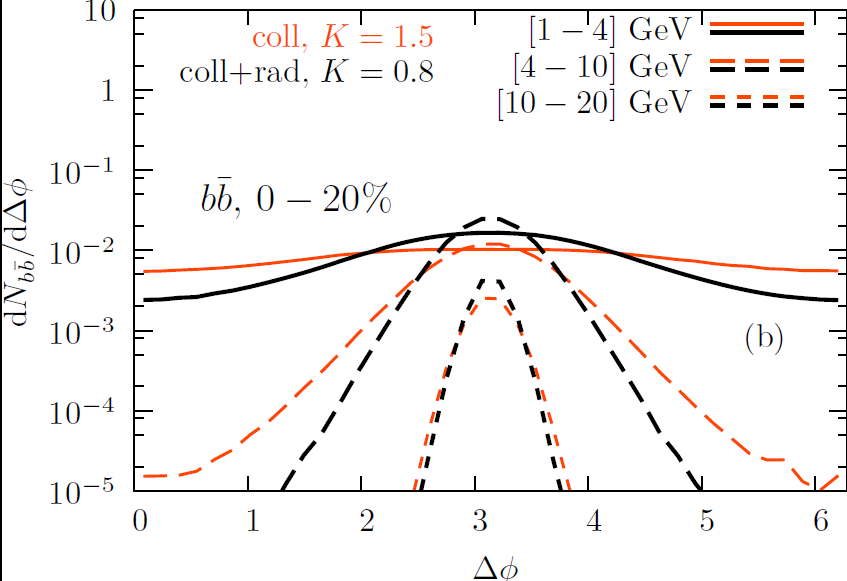 10
1
10⁻¹
10⁻²
10⁻³
10⁻⁴
10⁻⁵
dN_{bb̄}/dΔϕ
coll, K = 1.5
coll+rad, K = 0.8
[1 − 4] GeV
[4 − 10] GeV
[10 − 20] GeV
bb̄, 0 − 20%
(b)
0 1 2 3 4 5 6
Δϕ